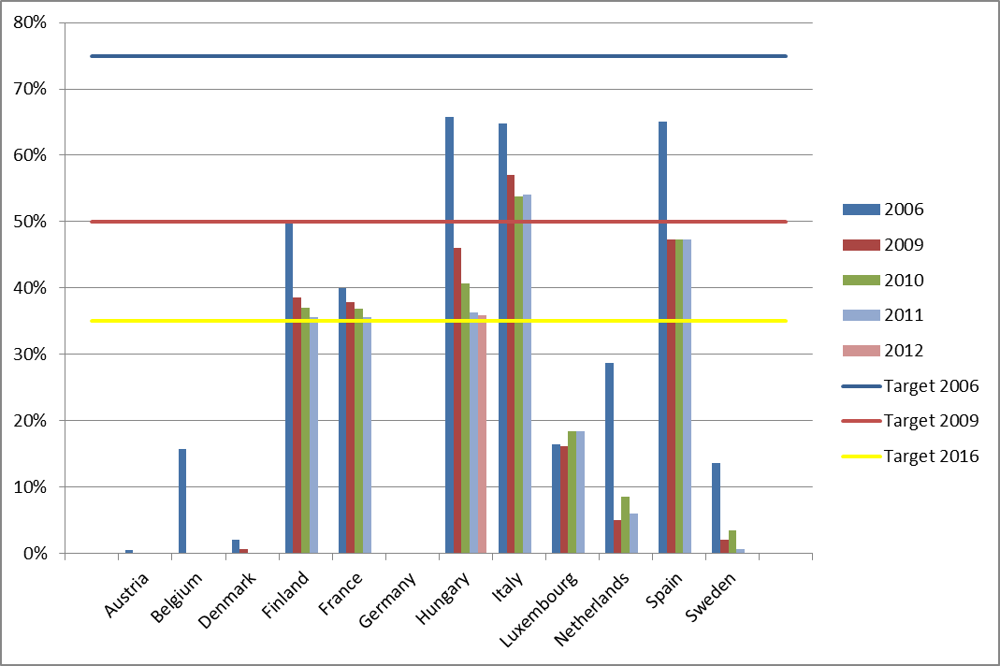 80%
70%
60%
50%
40%
30%
20%
10%
0%
Austria
Belgium
Denmark
Finland
France
Germany
Hungary
Italy
Luxembourg
Netherlands
Spain
Sweden
2006
2009
2010
2011
2012
Target 2006
Target 2009
Target 2016